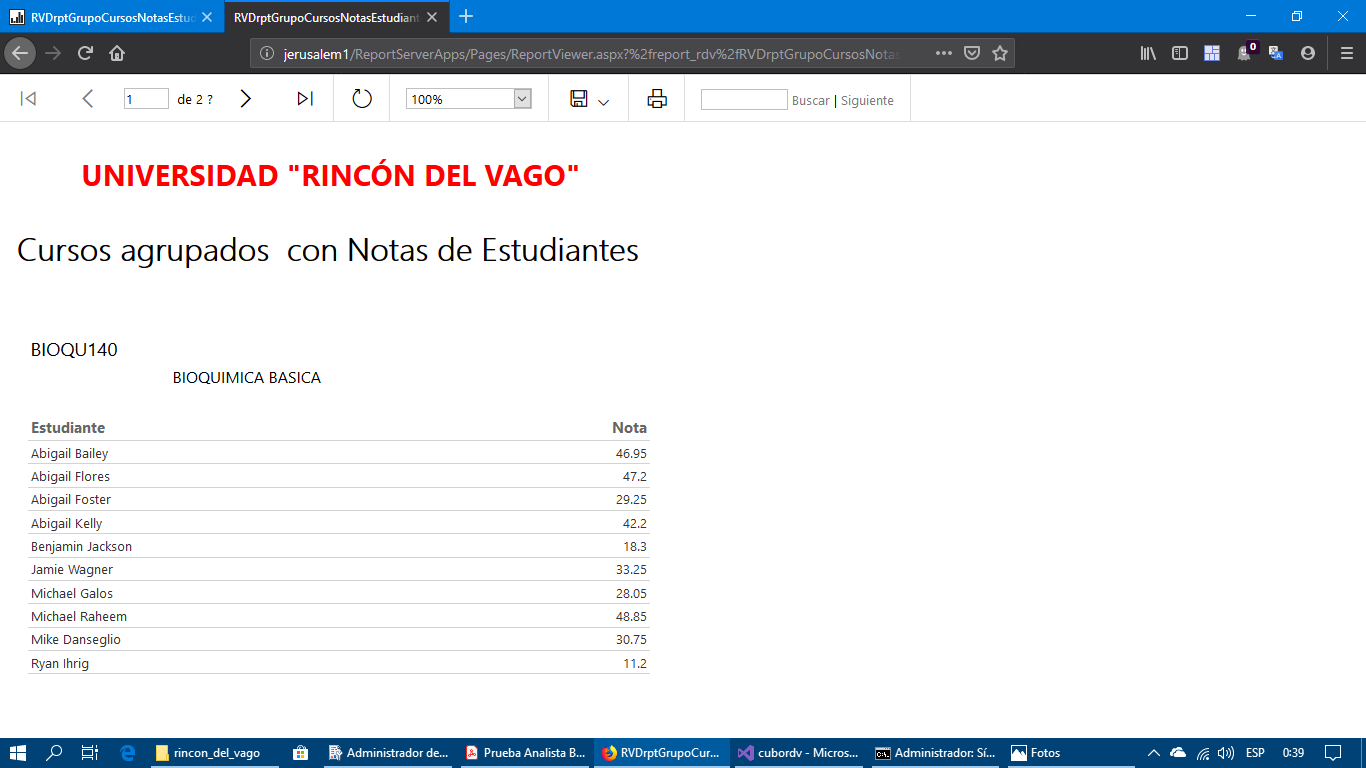 RVDrptGrupoCursosNotasEstud
RVDrptGrupoCursosNotasEstudiant
jerusalem1/ReportServerApps/Pages/ReportViewer.aspx?%2freport_rdv%2fRVDrptGrupoCursosNotas
0
1 de 2 ? 100% Buscar | Siguiente
UNIVERSIDAD "RINCÓN DEL VAGO"
Cursos agrupados  con Notas de Estudiantes
BIOQU140
BIOQUIMICA BASICA
Estudiante Nota
Abigail Bailey 46.95
Abigail Flores 47.2
Abigail Foster 29.25
Abigail Kelly 42.2
Benjamin Jackson 18.3
Jamie Wagner 33.25
Michael Galos 28.05
Michael Raheem 48.85
Mike Danseglio 30.75
Ryan Ihrig 11.2
rincon_del_vago Administrador de... Prueba Analista B... RVDrptGrupoCur... cubordv - Micros... Administrador: Sí... Fotos ESP 0:39